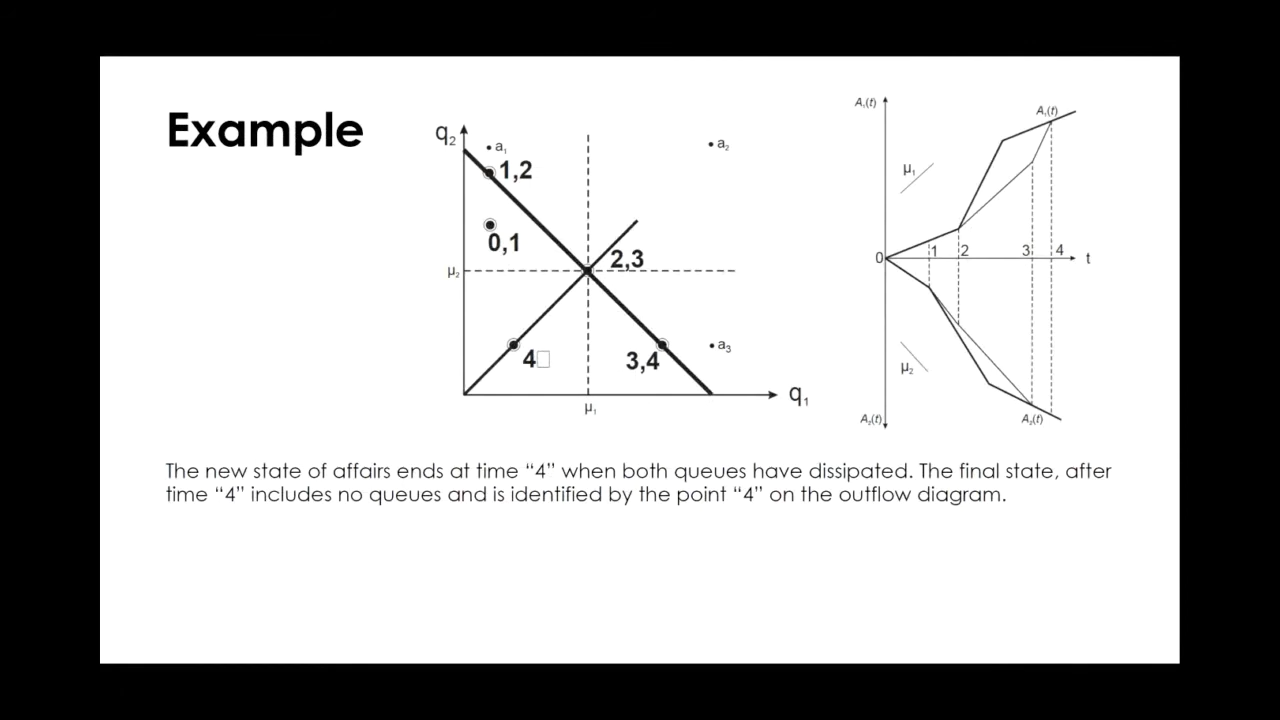 Example
q₂
a₁
a₂
1,2
0,1
2,3
μ₂
a₃
4□
3,4
q₁
μ₁
A₁(t)
A₁(t)
μ₁
0
1
2
3
4
t
μ₂
A₂(t)
A₂(t)
The new state of affairs ends at time “4” when both queues have dissipated. The final state, after
time “4” includes no queues and is identified by the point “4” on the outflow diagram.